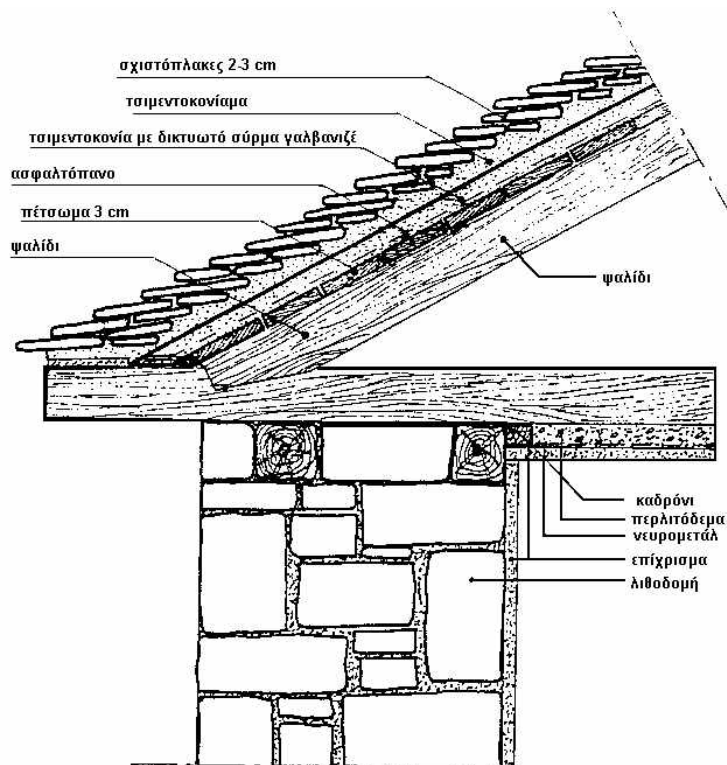 σχιστόπλακες 2-3 cm
τσιμεντοκονίαμα
τσιμεντοκονία με δικτυωτό σύρμα γαλβανιζέ
ασφαλτόπανο
πέτσωμα 3 cm
ψαλίδι
ψαλίδι
καδρόνι
περλιτόδεμα
νευρομετάλ
επίχρισμα
λιθοδομή